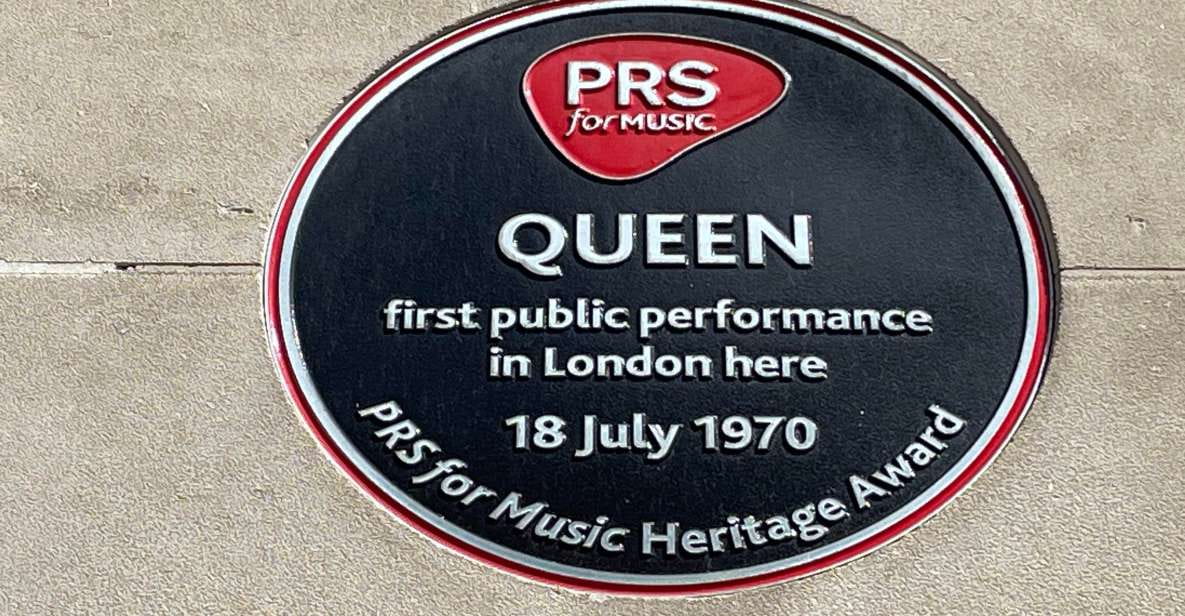 PRS
for MUSIC
QUEEN
first public performance
in London here
18 July 1970
PRS for Music Heritage Award